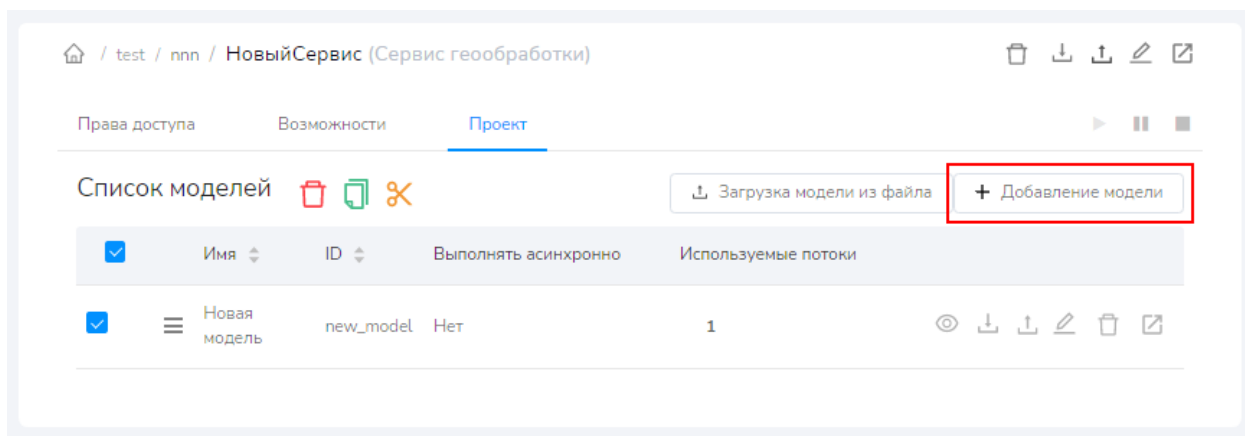 / test / nnn / НовыйСервис (Сервис геообработки)
Права доступа Возможности Проект
Список моделей Загрузка модели из файла + Добавление модели
Имя ID Выполнять асинхронно Используемые потоки
Новая
модель new_model Нет 1